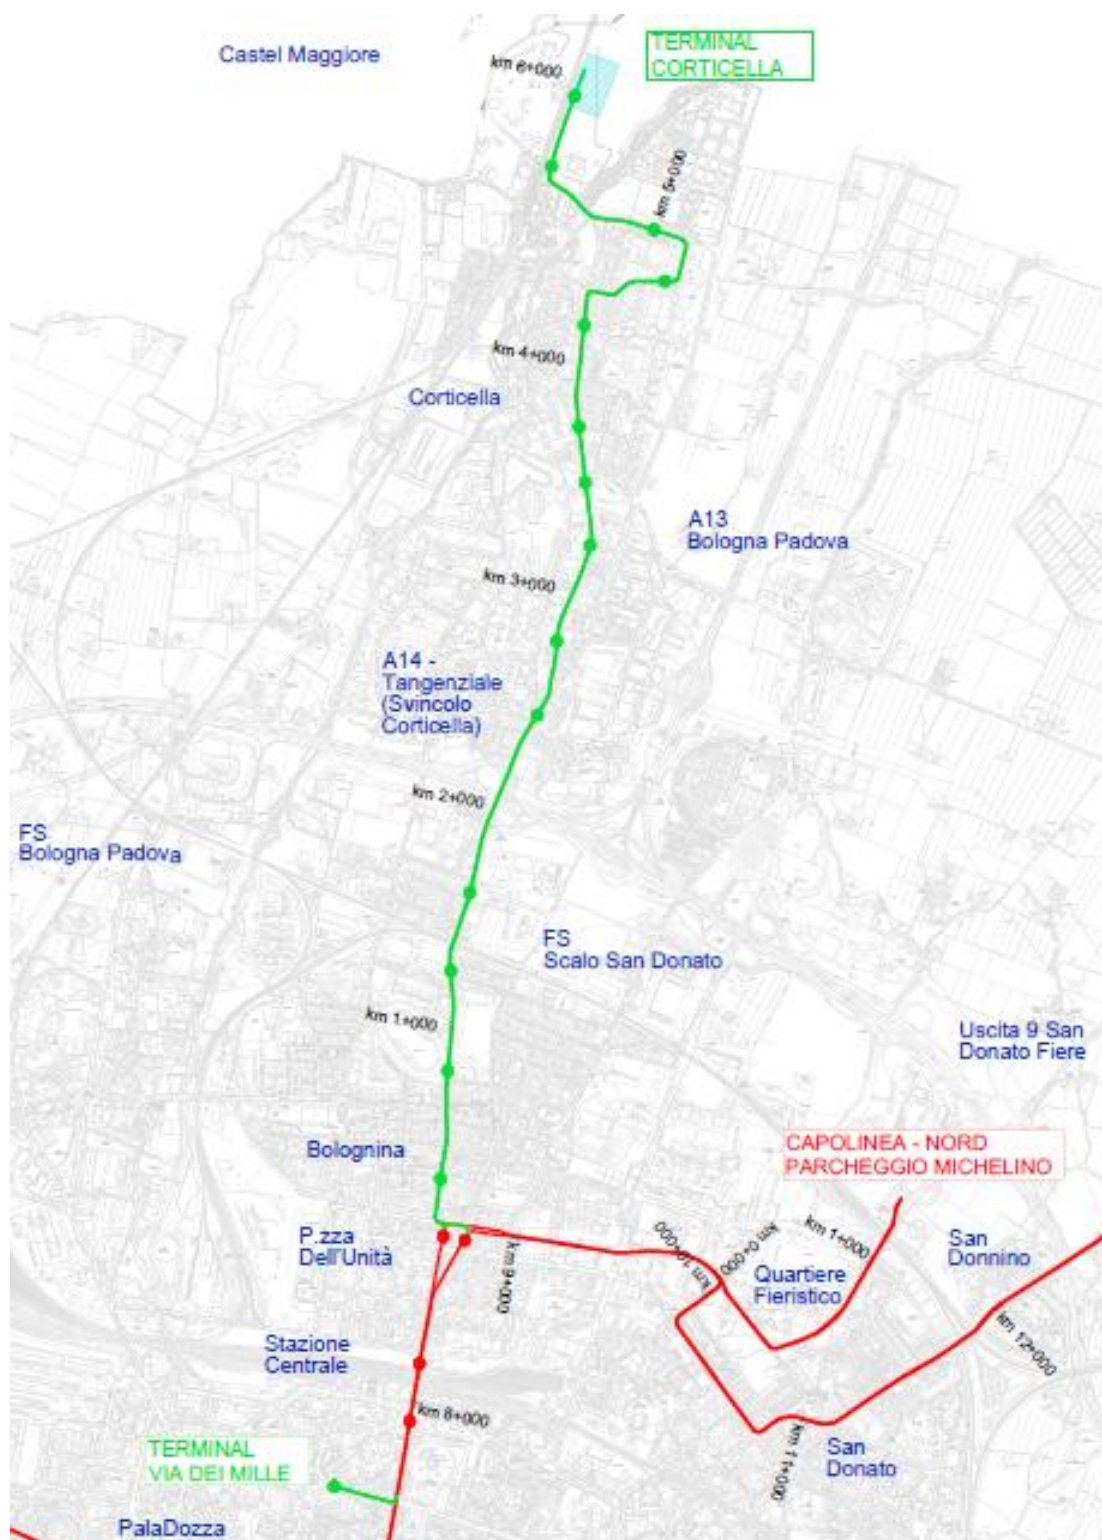 Castel Maggiore
km 6+000
TERMINAL
CORTICELLA
km 5+000
km 4+000
Corticella
A13
Bologna Padova
km 3+000
A14 -
Tangenziale
(Svincolo
Corticella)
km 2+000
FS
Bologna Padova
FS
Scalo San Donato
km 1+000
Uscita 9 San
Donato Fiere
Bolognina
CAPOLINEA - NORD
PARCHEGGIO MICHELINO
P.zza
Dell'Unità
km 9+000
km 10+000
km 0+000
km 1+000
San
Donnino
Quartiere
Fieristico
Stazione
Centrale
km 12+000
km 8+000
TERMINAL
VIA DEI MILLE
km 11+000
San
Donato
PalaDozza